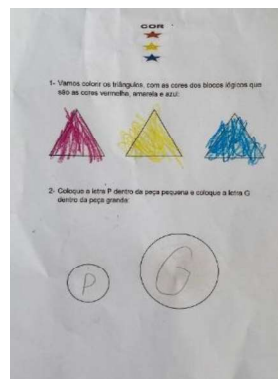 COR
1- Vamos colorir os triângulos, com as cores dos blocos lógicos que
são as cores vermelha, amarela e azul:
2- Coloque a letra P dentro da peça pequena e coloque a letra G
dentro da peça grande:
P
G